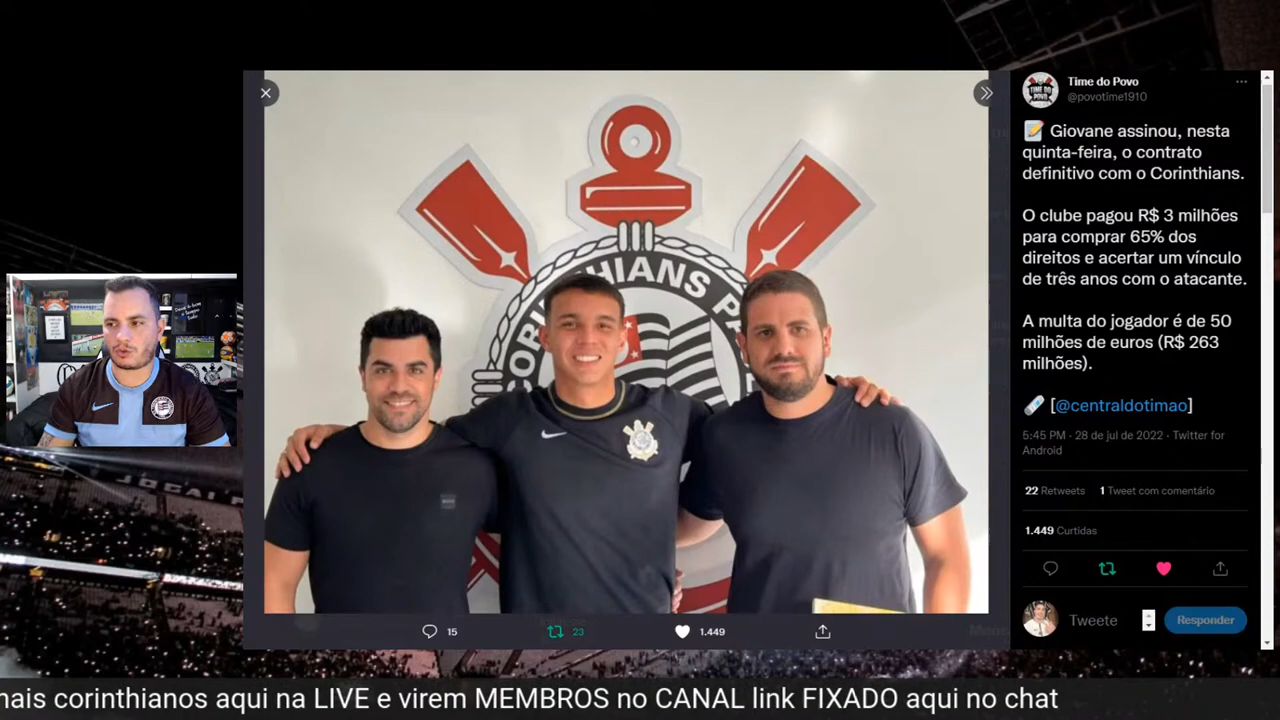 Time do Povo
@povotime1910
Giovane assinou, nesta
quinta-feira, o contrato
definitivo com o Corinthians.
O clube pagou R$ 3 milhões
para comprar 65% dos
direitos e acertar um vínculo
de três anos com o atacante.
A multa do jogador é de 50
milhões de euros (R$ 263
milhões).
[@centraldotimao]
5:45 PM · 28 de jul de 2022 · Twitter for
Android
22 Retweets 1 Tweet com comentário
1.449 Curtidas
Tweete Responder
15 23 1.449
mais corinthianos aqui na LIVE e virem MEMBROS no CANAL link FIXADO aqui no chat